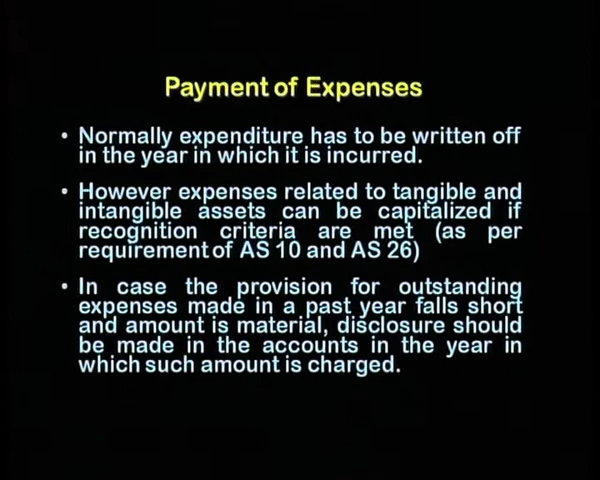 Payment of Expenses
• Normally expenditure has to be written off
in the year in which it is incurred.
• However expenses related to tangible and
intangible assets can be capitalized if
recognition criteria are met (as per
requirement of AS 10 and AS 26)
• In case the provision for outstanding
expenses made in a past year falls short
and amount is material, disclosure should
be made in the accounts in the year in
which such amount is charged.